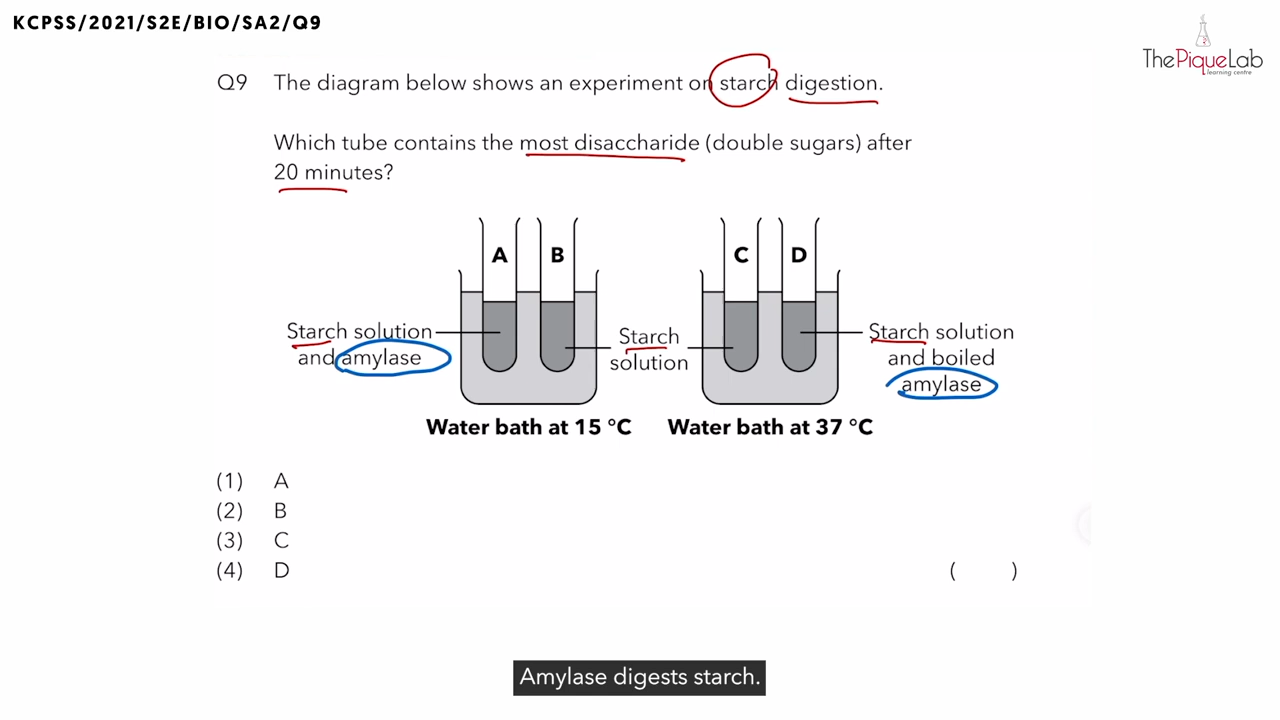 KCPSS/2021/S2E/BIO/SA2/Q9
ThePiqueLab
learning centre
Q9 The diagram below shows an experiment on starch digestion.
Which tube contains the most disaccharide (double sugars) after
20 minutes?
A B C D
Starch solution
and amylase
Starch
solution
Starch solution
and boiled
amylase
Water bath at 15 °C Water bath at 37 °C
(1) A
(2) B
(3) C
(4) D ( )
Amylase digests starch.